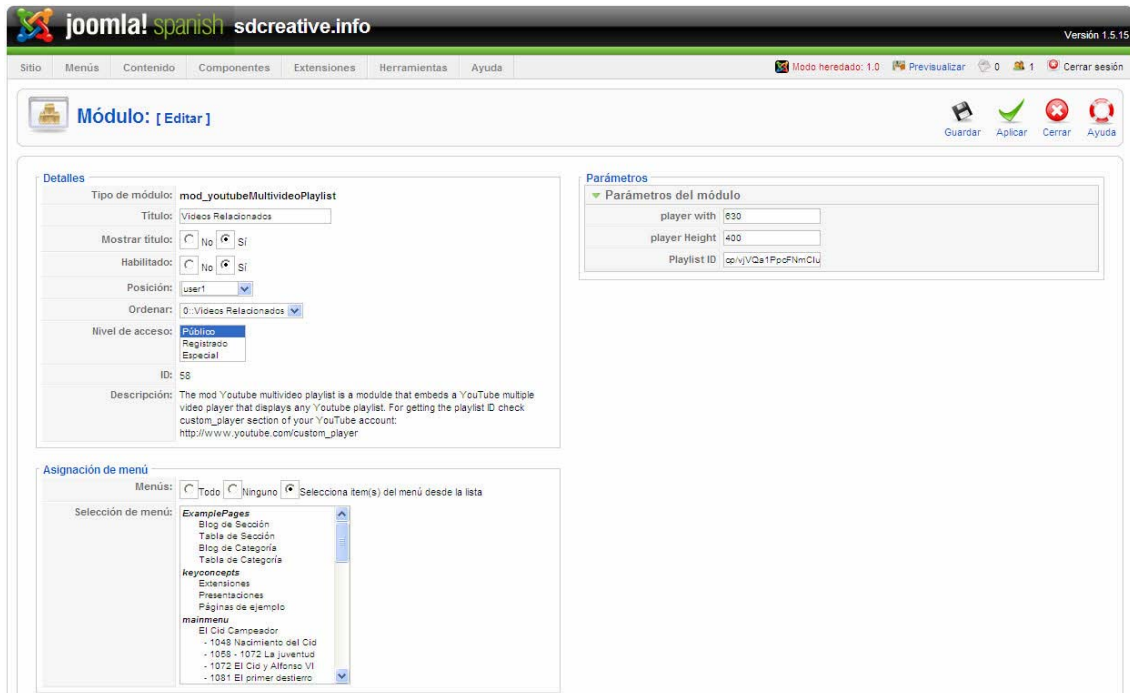 joomla! spanish sdcreative.info
Versión 1.5.15
Sitio Menús Contenido Componentes Extensiones Herramientas Ayuda Modo heredado: 1.0 Previsualizar 0 1 Cerrar sesión
Módulo: [ Editar ]
Guardar Aplicar Cerrar Ayuda
Detalles
Tipo de módulo: mod_youtubeMultivideoPlaylist
Título: Videos Relacionados
Mostrar título: No Sí
Habilitado: No Sí
Posición: user1
Ordenar: 0::Videos Relacionados
Nivel de acceso: Público
Registrado
Especial
ID: 58
Descripción: The mod Youtube multivideo playlist is a modulde that embeds a YouTube multiple
video player that displays any Youtube playlist. For getting the playlist ID check
custom_player section of your YouTube account:
http://www.youtube.com/custom_player
Parámetros
Parámetros del módulo
player with 630
player Height 400
Playlist ID
Asignación de menú
Menús: Todo Ninguno Selecciona item(s) del menú desde la lista
Selección de menú: ExamplePages
Blog de Sección
Tabla de Sección
Blog de Categoría
Tabla de Categoría
keyconcepts
Extensiones
Presentaciones
Páginas de ejemplo
mainmenu
El Cid Campeador
- 1048 Nacimiento del Cid
- 1058 - 1072 La juventud
- 1072 El Cid y Alfonso VI
- 1081 El primer destierro